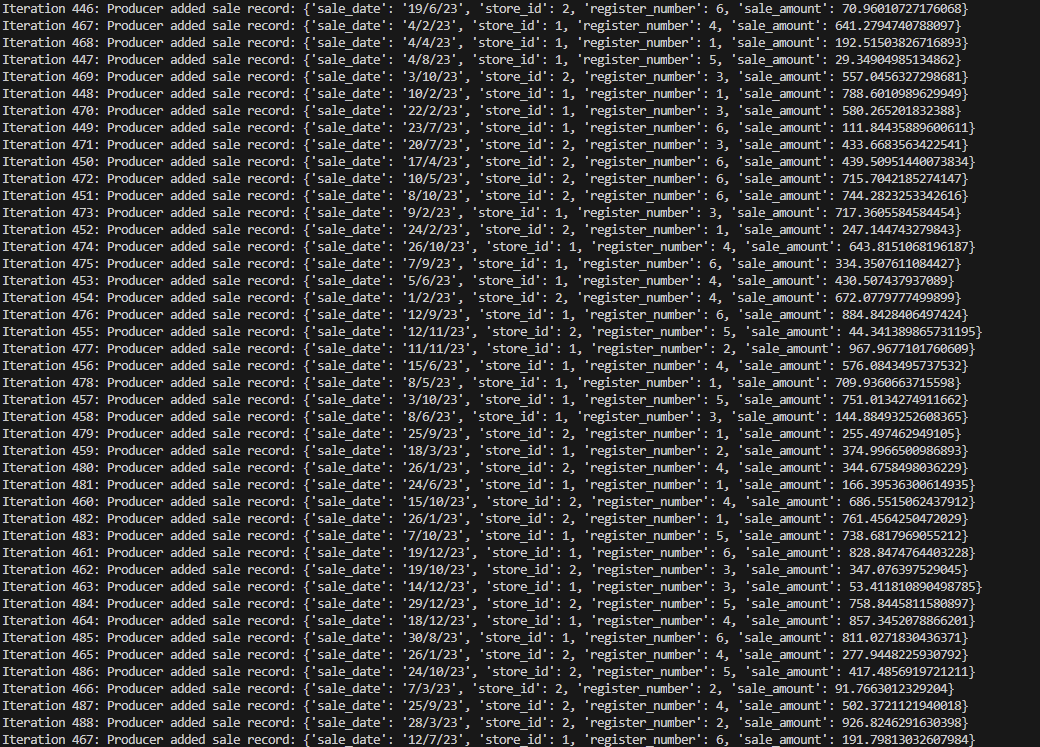 Iteration 446: Producer added sale record: {'sale_date': '19/6/23', 'store_id': 2, 'register_number': 6, 'sale_amount': 70.96010727176068}
Iteration 467: Producer added sale record: {'sale_date': '4/2/23', 'store_id': 1, 'register_number': 4, 'sale_amount': 641.2794740788097}
Iteration 468: Producer added sale record: {'sale_date': '4/4/23', 'store_id': 1, 'register_number': 1, 'sale_amount': 192.51503826716893}
Iteration 447: Producer added sale record: {'sale_date': '4/8/23', 'store_id': 1, 'register_number': 5, 'sale_amount': 29.34904985134862}
Iteration 469: Producer added sale record: {'sale_date': '3/10/23', 'store_id': 2, 'register_number': 3, 'sale_amount': 557.0456327298681}
Iteration 448: Producer added sale record: {'sale_date': '10/2/23', 'store_id': 1, 'register_number': 1, 'sale_amount': 788.6010989629949}
Iteration 470: Producer added sale record: {'sale_date': '22/2/23', 'store_id': 1, 'register_number': 3, 'sale_amount': 580.265201832388}
Iteration 449: Producer added sale record: {'sale_date': '23/7/23', 'store_id': 1, 'register_number': 6, 'sale_amount': 111.84435889600611}
Iteration 471: Producer added sale record: {'sale_date': '20/7/23', 'store_id': 2, 'register_number': 3, 'sale_amount': 433.6683563422541}
Iteration 450: Producer added sale record: {'sale_date': '17/4/23', 'store_id': 2, 'register_number': 6, 'sale_amount': 439.50951440073834}
Iteration 472: Producer added sale record: {'sale_date': '10/5/23', 'store_id': 2, 'register_number': 6, 'sale_amount': 715.7042185274147}
Iteration 451: Producer added sale record: {'sale_date': '8/10/23', 'store_id': 2, 'register_number': 6, 'sale_amount': 744.2823253342616}
Iteration 473: Producer added sale record: {'sale_date': '9/2/23', 'store_id': 1, 'register_number': 3, 'sale_amount': 717.3605584584454}
Iteration 452: Producer added sale record: {'sale_date': '24/2/23', 'store_id': 2, 'register_number': 1, 'sale_amount': 247.144743279843}
Iteration 474: Producer added sale record: {'sale_date': '26/10/23', 'store_id': 1, 'register_number': 4, 'sale_amount': 643.8151068196187}
Iteration 475: Producer added sale record: {'sale_date': '7/9/23', 'store_id': 1, 'register_number': 6, 'sale_amount': 334.3507611084427}
Iteration 453: Producer added sale record: {'sale_date': '5/6/23', 'store_id': 1, 'register_number': 4, 'sale_amount': 430.507437937089}
Iteration 454: Producer added sale record: {'sale_date': '1/2/23', 'store_id': 2, 'register_number': 4, 'sale_amount': 672.0779777499899}
Iteration 476: Producer added sale record: {'sale_date': '12/9/23', 'store_id': 1, 'register_number': 6, 'sale_amount': 884.8428406497424}
Iteration 455: Producer added sale record: {'sale_date': '12/11/23', 'store_id': 2, 'register_number': 5, 'sale_amount': 44.341389865731195}
Iteration 477: Producer added sale record: {'sale_date': '11/11/23', 'store_id': 1, 'register_number': 2, 'sale_amount': 967.9677101760609}
Iteration 456: Producer added sale record: {'sale_date': '15/6/23', 'store_id': 1, 'register_number': 4, 'sale_amount': 576.0843495737532}
Iteration 478: Producer added sale record: {'sale_date': '8/5/23', 'store_id': 1, 'register_number': 1, 'sale_amount': 709.9360663715598}
Iteration 457: Producer added sale record: {'sale_date': '3/10/23', 'store_id': 1, 'register_number': 5, 'sale_amount': 751.0134274911662}
Iteration 458: Producer added sale record: {'sale_date': '8/6/23', 'store_id': 1, 'register_number': 3, 'sale_amount': 144.88493252608365}
Iteration 479: Producer added sale record: {'sale_date': '25/9/23', 'store_id': 2, 'register_number': 1, 'sale_amount': 255.497462949105}
Iteration 459: Producer added sale record: {'sale_date': '18/3/23', 'store_id': 1, 'register_number': 2, 'sale_amount': 374.9966500986893}
Iteration 480: Producer added sale record: {'sale_date': '26/1/23', 'store_id': 2, 'register_number': 4, 'sale_amount': 344.6758498036229}
Iteration 481: Producer added sale record: {'sale_date': '24/6/23', 'store_id': 1, 'register_number': 1, 'sale_amount': 166.39536300614935}
Iteration 460: Producer added sale record: {'sale_date': '15/10/23', 'store_id': 2, 'register_number': 4, 'sale_amount': 686.5515062437912}
Iteration 482: Producer added sale record: {'sale_date': '26/1/23', 'store_id': 2, 'register_number': 1, 'sale_amount': 761.4564250472029}
Iteration 483: Producer added sale record: {'sale_date': '7/10/23', 'store_id': 1, 'register_number': 5, 'sale_amount': 738.6817969055212}
Iteration 461: Producer added sale record: {'sale_date': '19/12/23', 'store_id': 1, 'register_number': 6, 'sale_amount': 828.8474764403228}
Iteration 462: Producer added sale record: {'sale_date': '19/10/23', 'store_id': 2, 'register_number': 3, 'sale_amount': 347.076397529045}
Iteration 463: Producer added sale record: {'sale_date': '14/12/23', 'store_id': 1, 'register_number': 3, 'sale_amount': 53.411810890498785}
Iteration 484: Producer added sale record: {'sale_date': '29/12/23', 'store_id': 2, 'register_number': 5, 'sale_amount': 758.8445811580897}
Iteration 464: Producer added sale record: {'sale_date': '18/12/23', 'store_id': 1, 'register_number': 4, 'sale_amount': 857.3452078866201}
Iteration 485: Producer added sale record: {'sale_date': '30/8/23', 'store_id': 1, 'register_number': 6, 'sale_amount': 811.0271830436371}
Iteration 465: Producer added sale record: {'sale_date': '26/1/23', 'store_id': 2, 'register_number': 4, 'sale_amount': 277.9448225930792}
Iteration 486: Producer added sale record: {'sale_date': '24/10/23', 'store_id': 2, 'register_number': 5, 'sale_amount': 417.4856919721211}
Iteration 466: Producer added sale record: {'sale_date': '7/3/23', 'store_id': 2, 'register_number': 2, 'sale_amount': 91.7663012329204}
Iteration 487: Producer added sale record: {'sale_date': '25/9/23', 'store_id': 2, 'register_number': 4, 'sale_amount': 502.3721121940018}
Iteration 488: Producer added sale record: {'sale_date': '28/3/23', 'store_id': 2, 'register_number': 2, 'sale_amount': 926.8246291630398}
Iteration 467: Producer added sale record: {'sale_date': '12/7/23', 'store_id': 1, 'register_number': 6, 'sale_amount': 191.79813032607984}